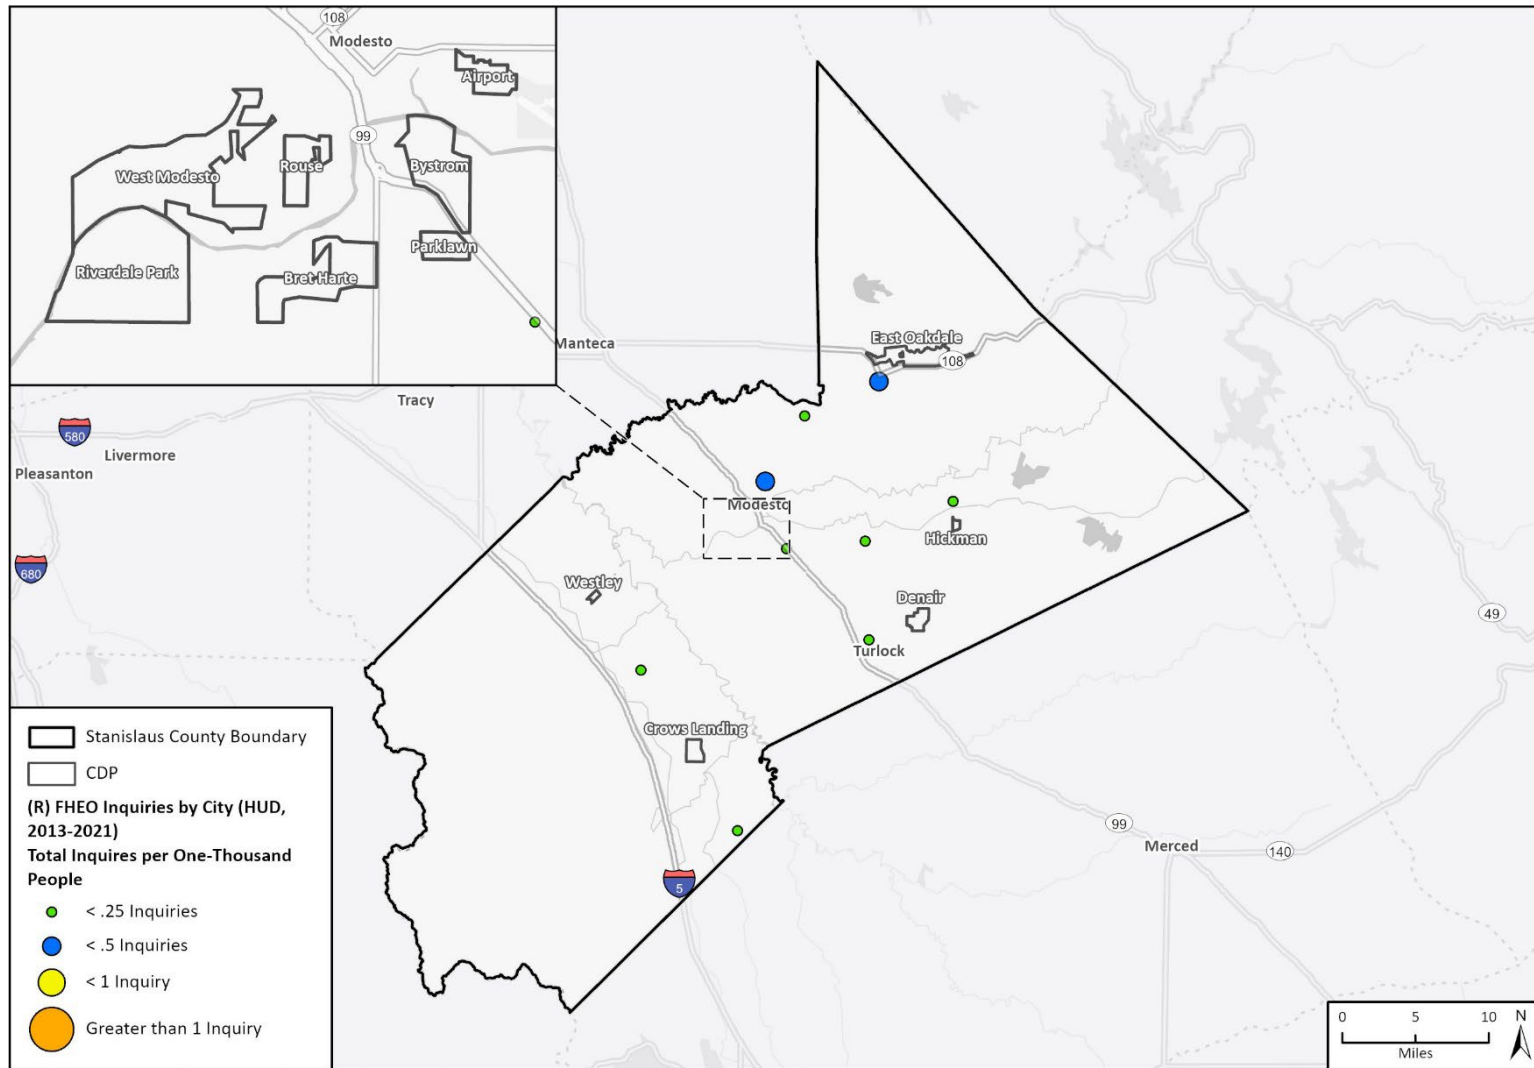 108
Modesto
Airport
99
West Modesto
Rouse
Bystrom
Riverdale Park
Bret Harte
Parklawn
Manteca
East Oakdale
108
Tracy
580
Livermore
Pleasanton
Modesto
Hickman
680
Westley
Denair
49
Turlock
Crows Landing
99
Merced
140
5
Stanislaus County Boundary
CDP
(R) FHEO Inquiries by City (HUD,
2013-2021)
Total Inquires per One-Thousand
People
< .25 Inquiries
< .5 Inquiries
< 1 Inquiry
Greater than 1 Inquiry
0 5 10
Miles
N